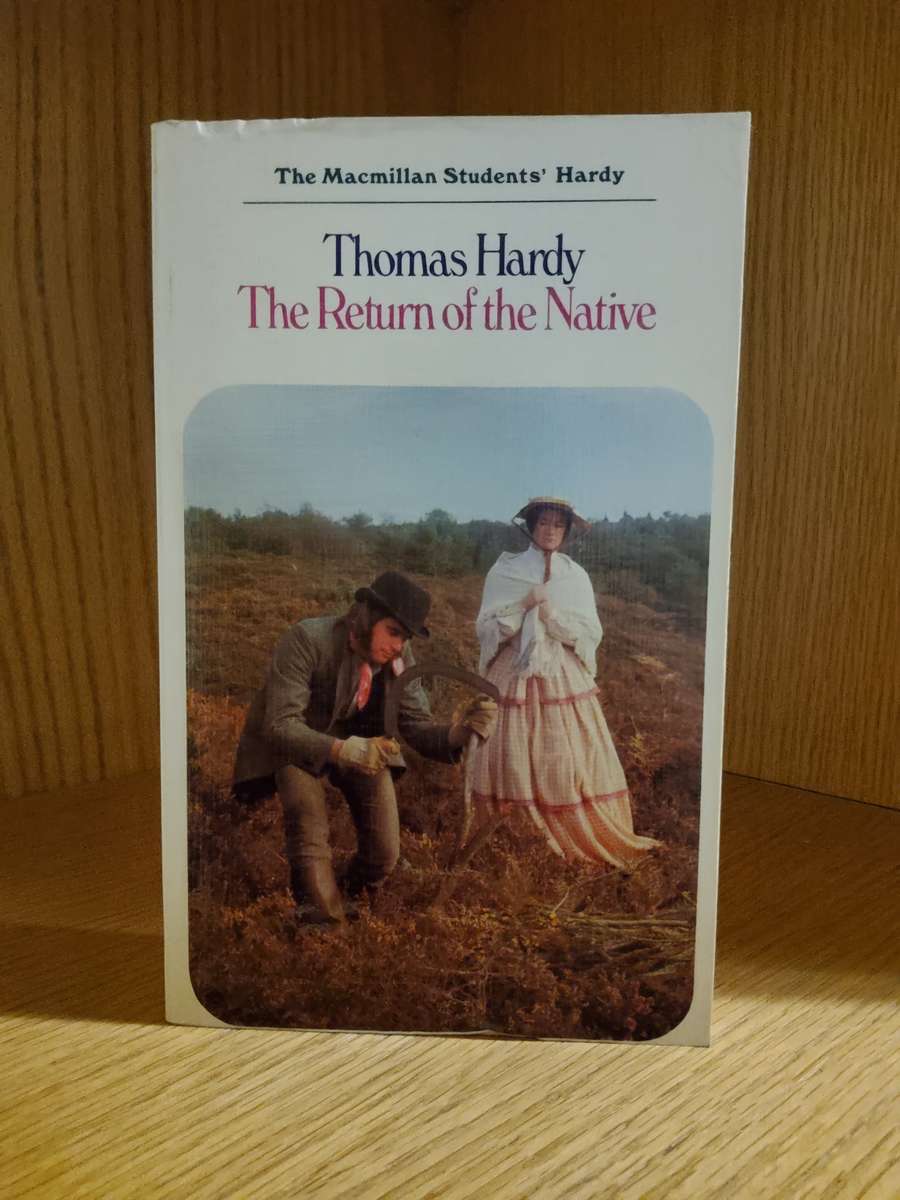 The Macmillan Students' Hardy
Thomas Hardy
The Return of the Native